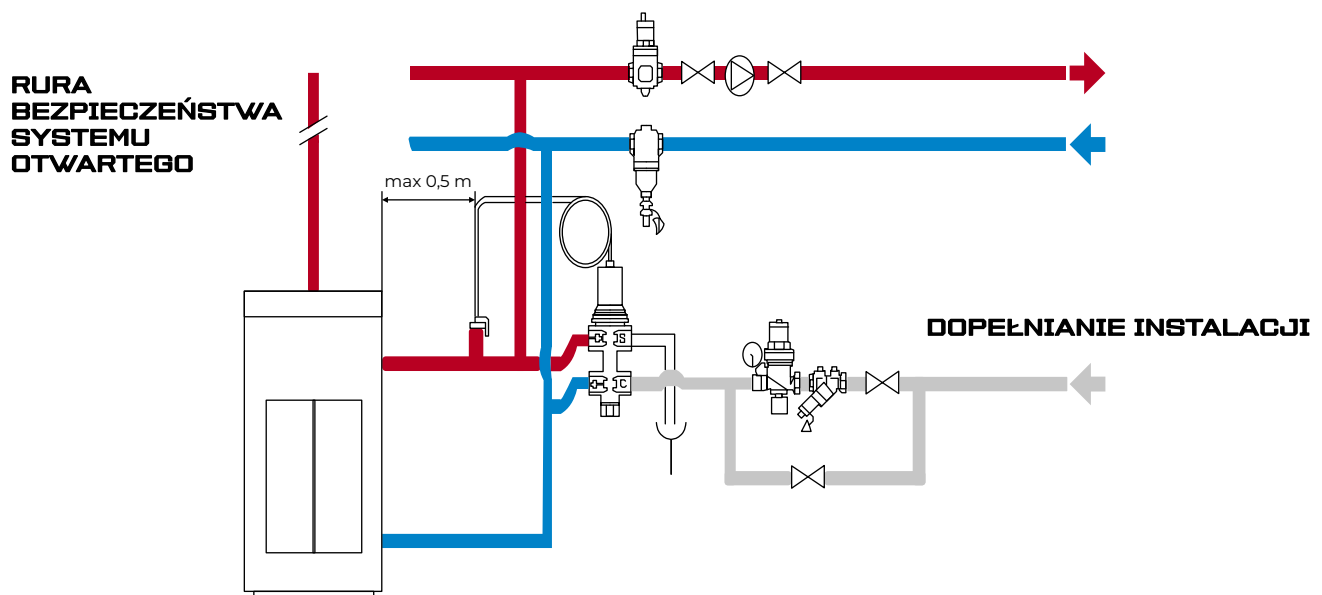 RURA
BEZPIECZEŃSTWA
SYSTEMU
OTWARTEGO
max 0,5 m
DOPEŁNIANIE INSTALACJI
S
C